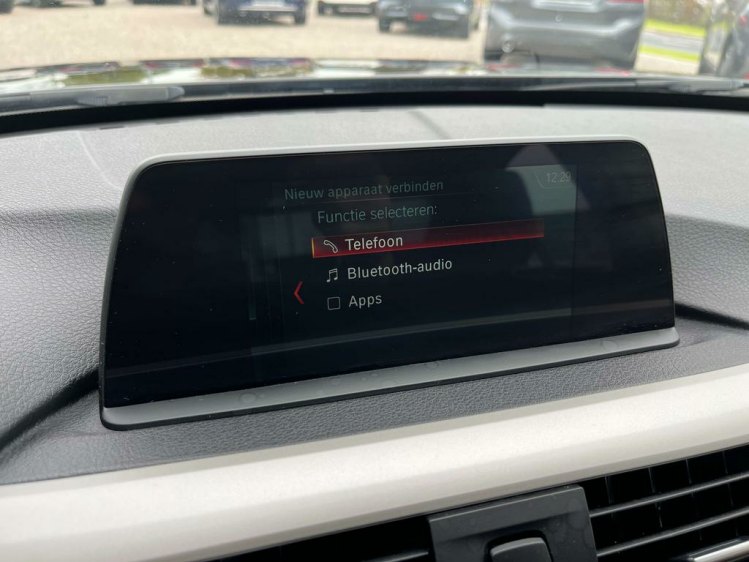 Nieuw apparaat verbinden
12:29
Functie selecteren:
Telefoon
Bluetooth-audio
Apps